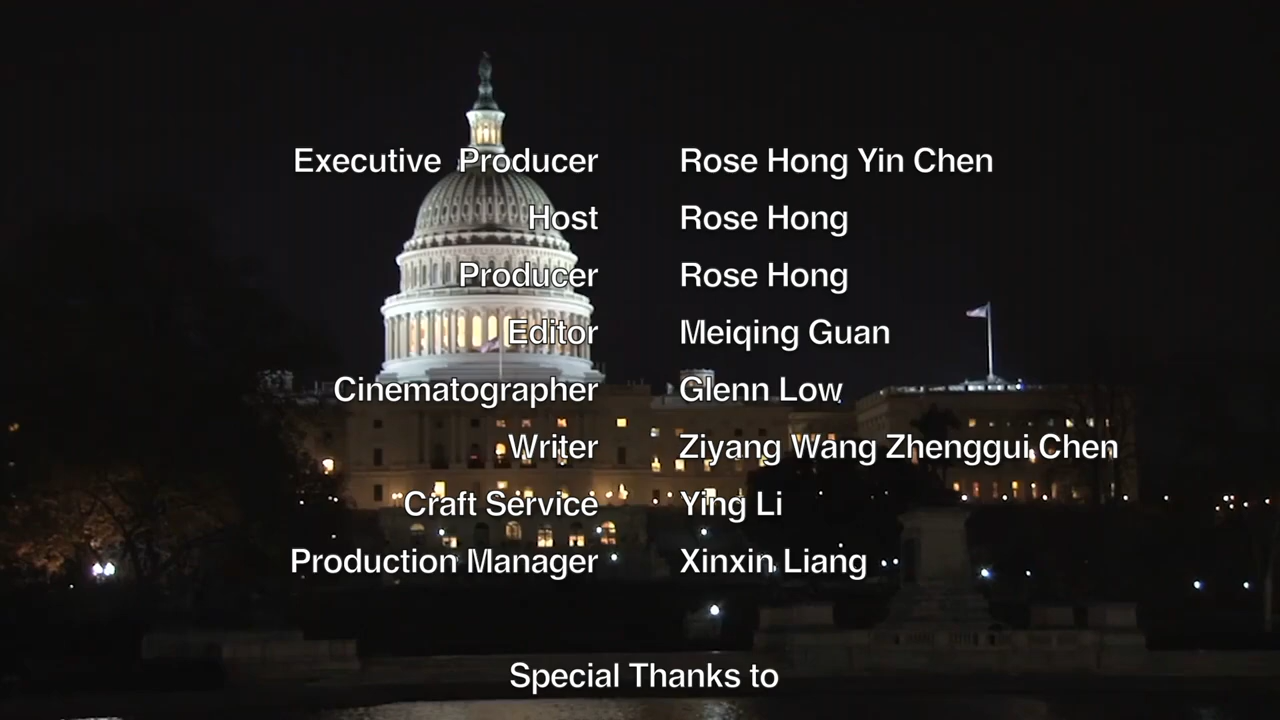 Executive Producer Rose Hong Yin Chen
Host Rose Hong
Producer Rose Hong
Editor Meiqing Guan
Cinematographer Glenn Low
Writer Ziyang Wang Zhenggui Chen
Craft Service Ying Li
Production Manager Xinxin Liang
Special Thanks to